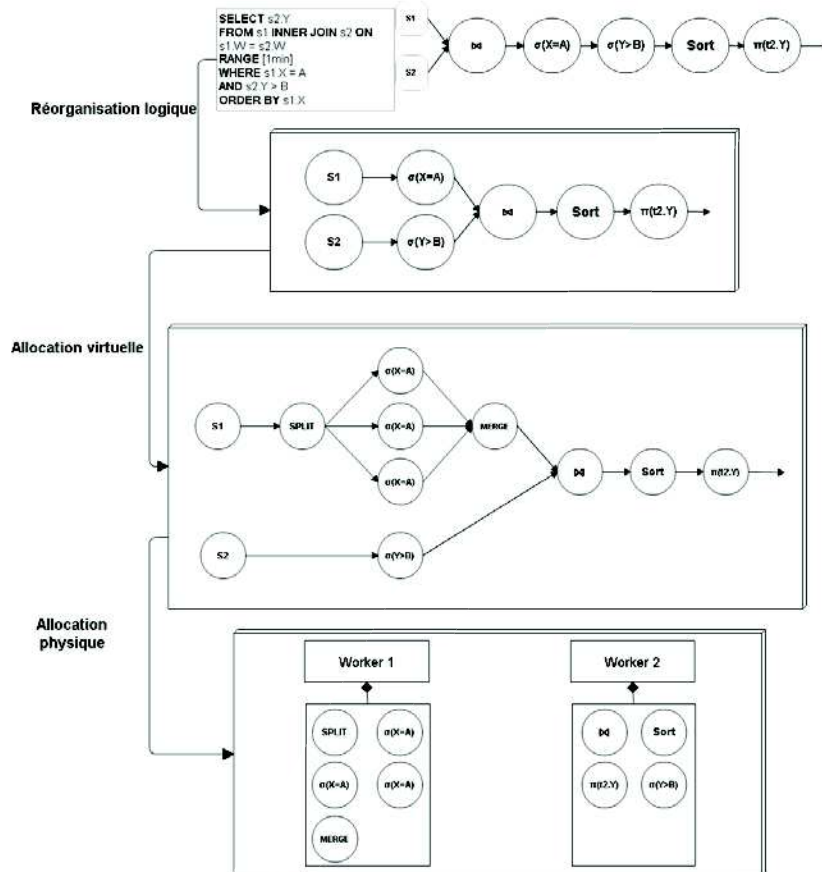 SELECT s2.Y
FROM s1 INNER JOIN s2 ON
s1.W = s2.W
RANGE [1min]
WHERE s1.X = A
AND s2.Y > B
ORDER BY s1.X
S1
S2
⋈
σ(X=A)
σ(Y>B)
Sort
π(t2.Y)
Réorganisation logique
S1
σ(X=A)
S2
σ(Y>B)
⋈
Sort
π(t2.Y)
Allocation virtuelle
S1
SPLIT
σ(X=A)
σ(X=A)
σ(X=A)
MERGE
⋈
Sort
π(t2.Y)
S2
σ(Y>B)
Allocation
physique
Worker 1
SPLIT
σ(X=A)
σ(X=A)
σ(X=A)
MERGE
Worker 2
⋈
Sort
π(t2.Y)
σ(Y>B)